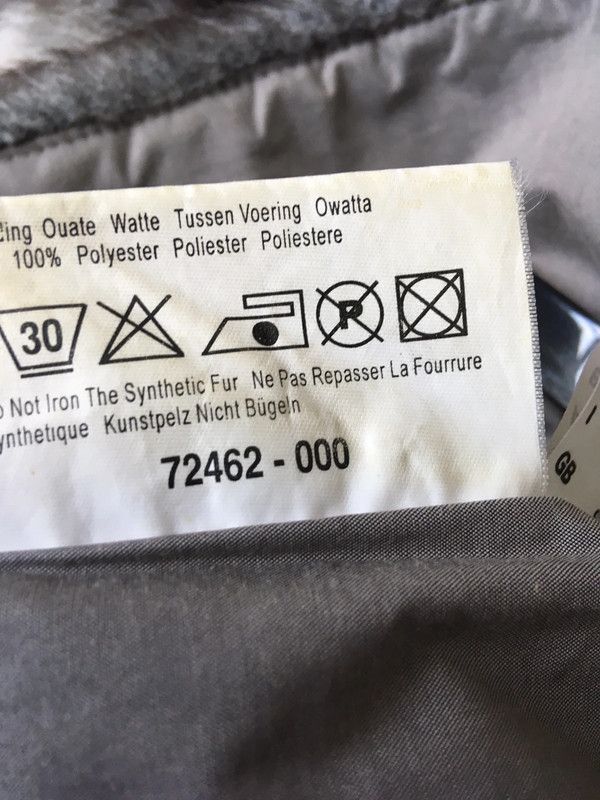 Ouate Watte Tussen Voering Owatta
100% Polyester Poliester Poliestere
30 P
Not Iron The Synthetic Fur Ne Pas Repasser La Fourrure
Kunstpelz Nicht Bügeln
72462 - 000
GB